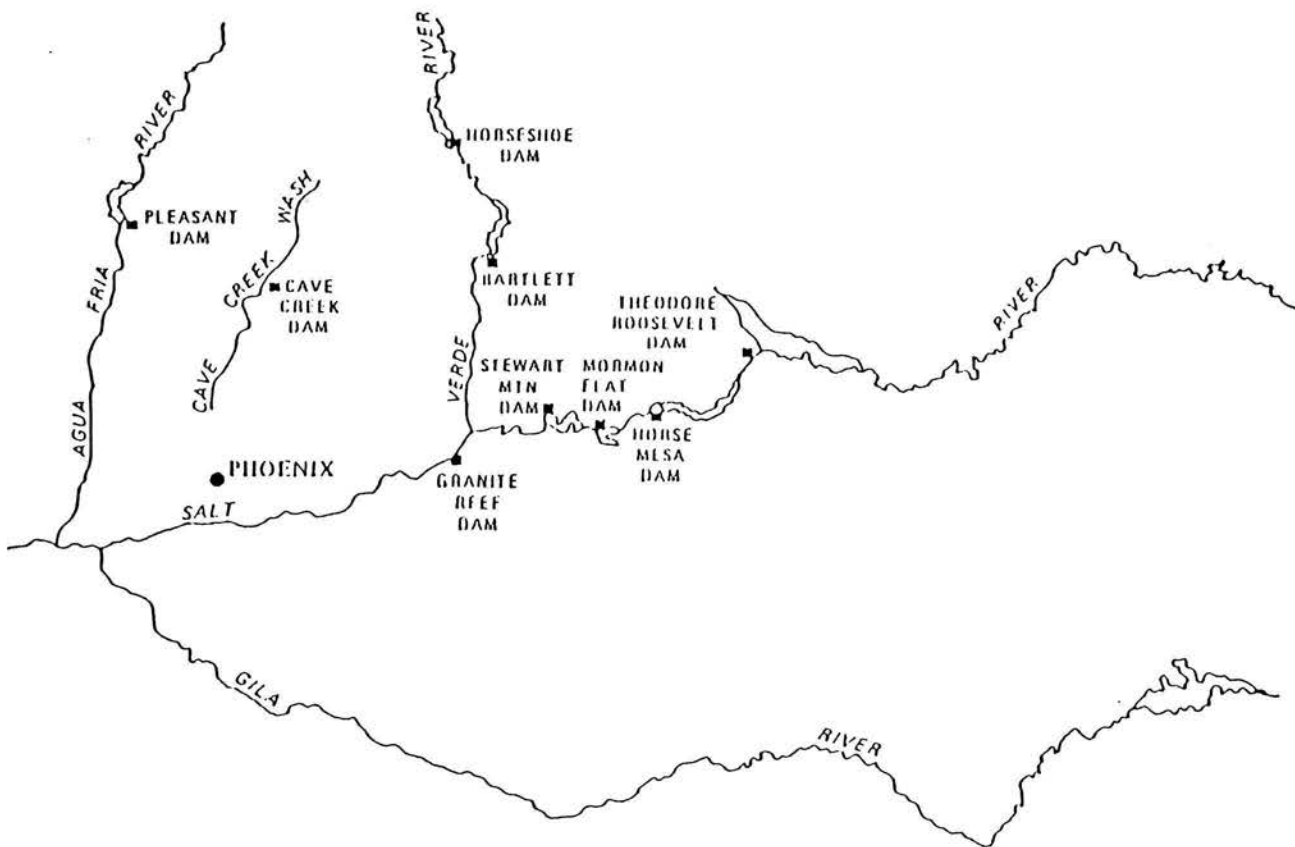 RIVER
RIVER
HORSESHOE
DAM
WASH
PLEASANT
DAM
CREEK
FRIA
CAVE
CREEK
DAM
BARTLETT
DAM
THEODORE
ROOSEVELT
DAM
RIVER
VERDE
STEWART
MTN
DAM
MORMON
FLAT
DAM
CAVE
AGUA
HORSE
MESA
DAM
PHOENIX
GRANITE
REEF
DAM
SALT
GILA
RIVER